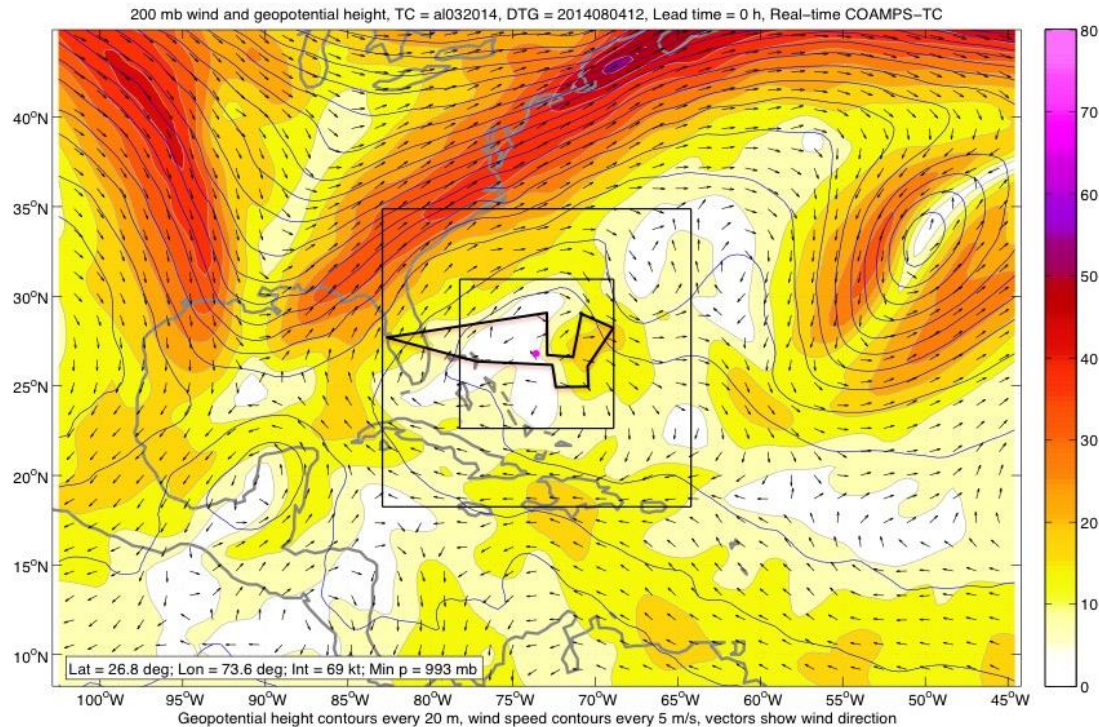 200 mb wind and geopotential height, TC = al032014, DTG = 2014080412, Lead time = 0 h, Real-time COAMPS-TC
80
70
60
50
40
30
20
10
0
40°N
35°N
30°N
25°N
20°N
15°N
10°N
Lat = 26.8 deg; Lon = 73.6 deg; Int = 69 kt; Min p = 993 mb
100°W 95°W 90°W 85°W 80°W 75°W 70°W 65°W 60°W 55°W 50°W 45°W
Geopotential height contours every 20 m, wind speed contours every 5 m/s, vectors show wind direction